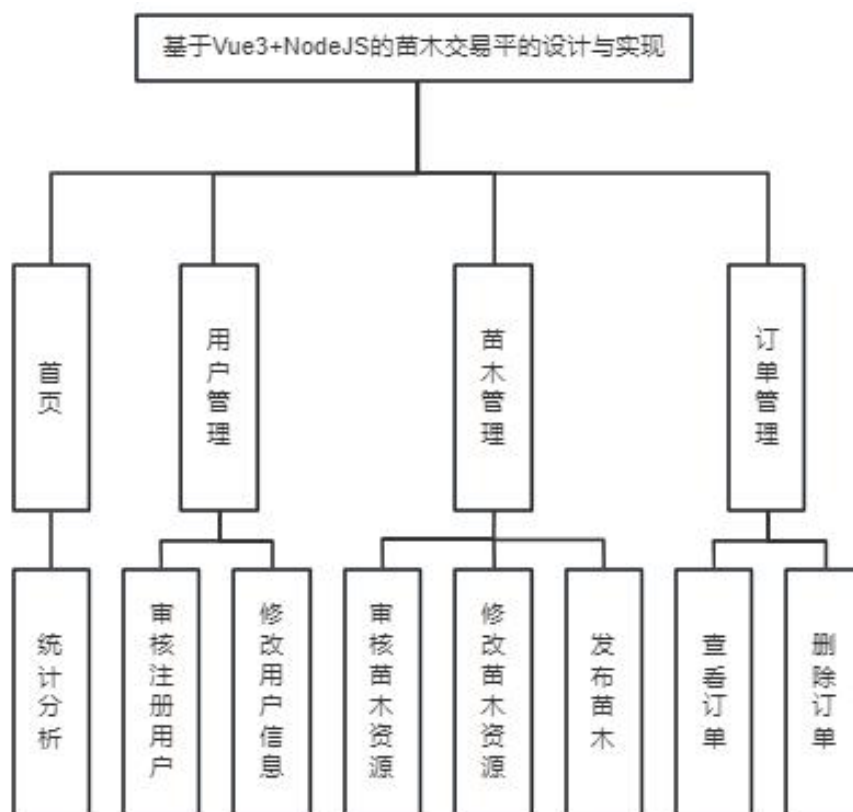 基于Vue3+NodeJS的苗木交易平的设计与实现
首页
用户管理
苗木管理
订单管理
统计分析
审核注册用户
修改用户信息
审核苗木资源
修改苗木资源
发布苗木
查看订单
删除订单